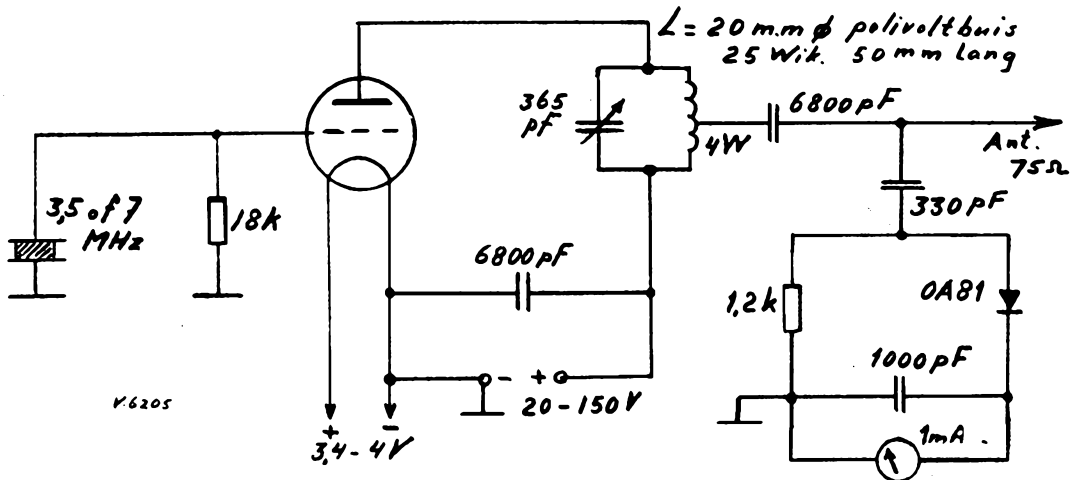 L = 20 m.m ϕ polivoltbuis
25 Wik. 50 mm Lang
365
pF
6800 pF
4W
Ant.
75Ω
3,5 of 7
MHz
18k
330 pF
6800 pF
1,2k
OA81
1000 pF
- +
20-150 V
V.6205
+ -
3,4 - 4V
1mA.